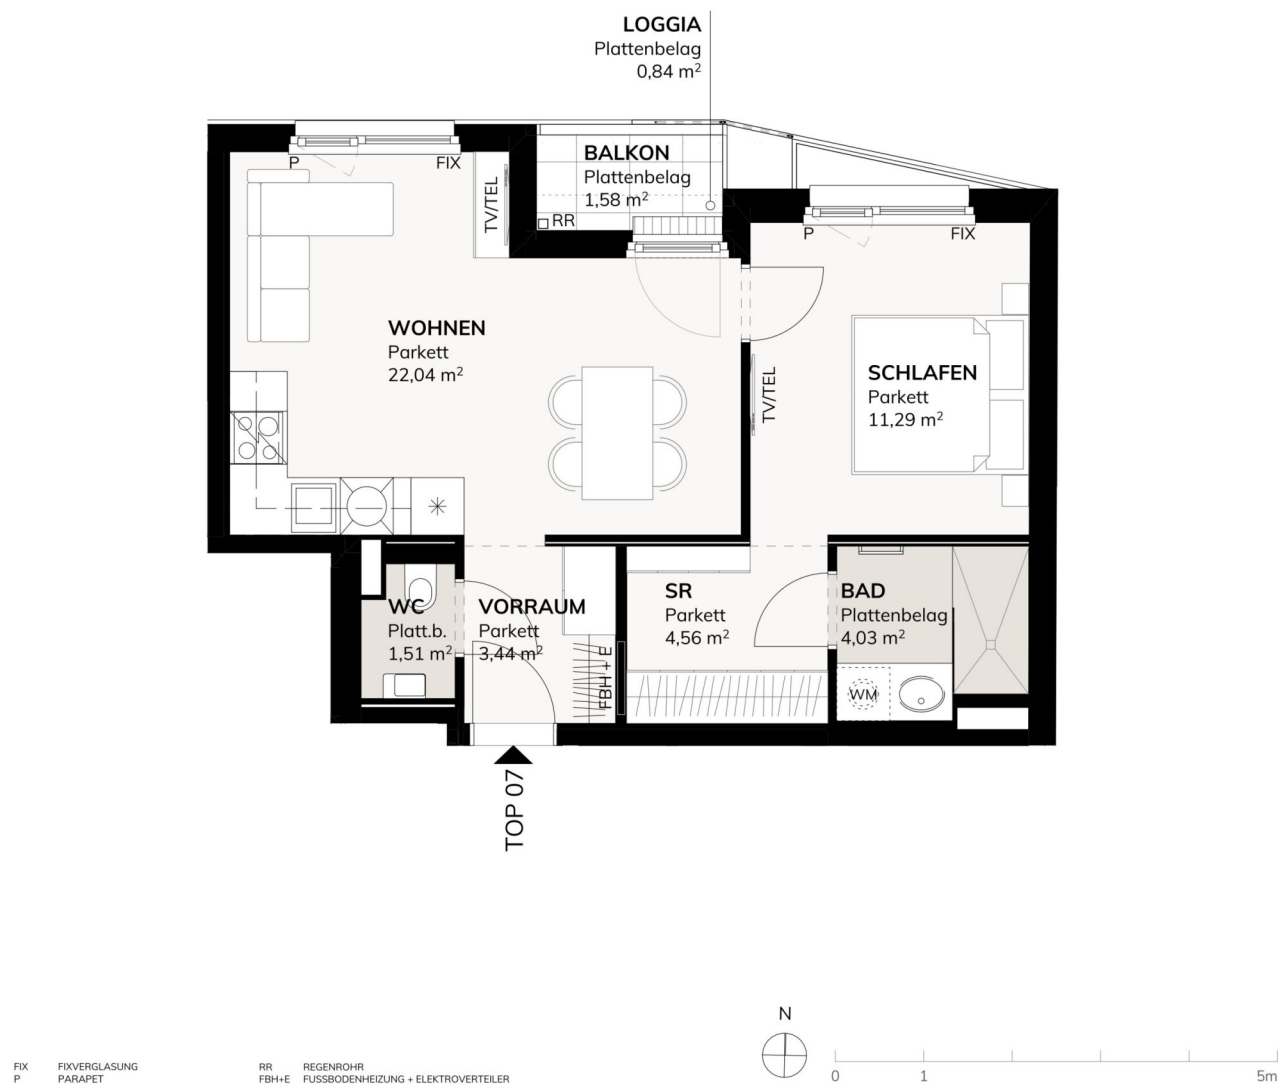 LOGGIA
Plattenbelag
0,84 m²
BALKON
Plattenbelag
1,58 m²
RR
P
FIX
TV/TEL
P
FIX
WOHNEN
Parkett
22,04 m²
TV/TEL
SCHLAFEN
Parkett
11,29 m²
WC
Platt.b.
1,51 m²
VORRAUM
Parkett
3,44 m²
FBH + E
SR
Parkett
4,56 m²
BAD
Plattenbelag
4,03 m²
WM
TOP 07
N
0 1 5m
FIX FIXVERGLASUNG
P PARAPET
RR REGENROHR
FBH+E FUSSBODENHEIZUNG + ELEKTROVERTEILER